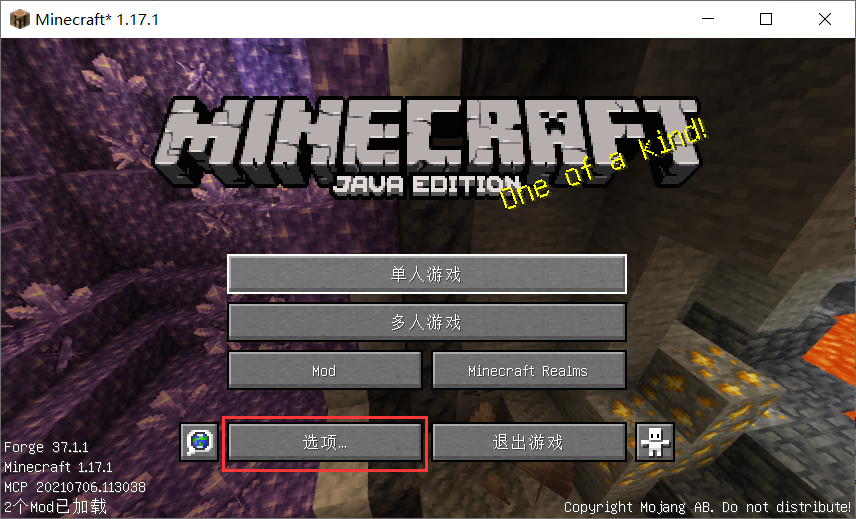 Minecraft* 1.17.1
MINECRAFT
JAVA EDITION
One of a kind!
单人游戏
多人游戏
Mod
Minecraft Realms
选项...
退出游戏
Forge 37.1.1
Minecraft 1.17.1
MCP 20210706.113038
2个Mod已加载
Copyright Mojang AB. Do not distribute!